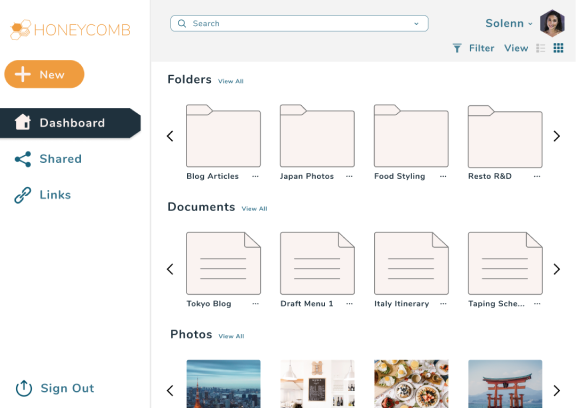 HONEYCOMB
Search
Solenn
Filter View
New
Dashboard
Shared
Links
Sign Out
Folders View All
Blog Articles ... Japan Photos ... Food Styling ... Resto R&D ...
Documents View All
Tokyo Blog ... Draft Menu 1 ... Italy Itinerary ... Taping Sche... ...
Photos View All